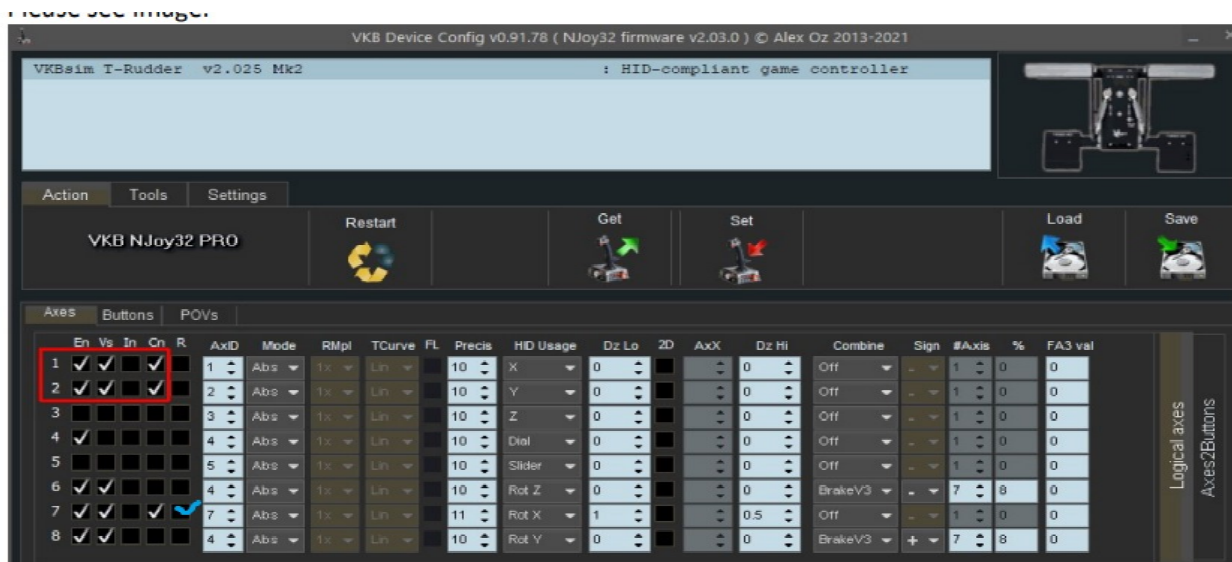 Please see image.
VKB Device Config v0.91.78 ( NJoy32 firmware v2.03.0 ) © Alex Oz 2013-2021
VKBsim T-Rudder v2.025 Mk2 : HID-compliant game controller
Action Tools Settings
VKB NJoy32 PRO Restart Get Set Load Save
Axes Buttons POVs
En Vs In Cn R AxID Mode RMpl TCurve FL Precis HID Usage Dz Lo 2D AxX Dz Hi Combine Sign #Axis % FA3 val
1 1 Abs 1x Lin 10 X 0 0 Off - 1 0 0
2 2 Abs 1x Lin 10 Y 0 0 Off - 1 0 0
3 3 Abs 1x Lin 10 Z 0 0 Off - 1 0 0
4 4 Abs 1x Lin 10 Dial 0 0 Off - 1 0 0
5 5 Abs 1x Lin 10 Slider 0 0 Off - 1 0 0
6 4 Abs 1x Lin 10 Rot Z 0 0 BrakeV3 - 7 8 0
7 7 Abs 1x Lin 11 Rot X 1 0.5 Off - 1 0 0
8 4 Abs 1x Lin 10 Rot Y 0 0 BrakeV3 + 7 8 0
Logical axes
Axes2Buttons